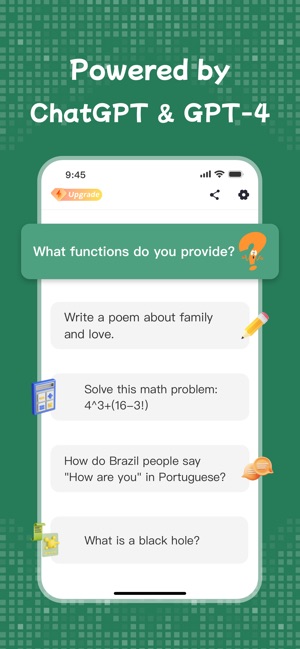 Powered by
ChatGPT & GPT-4
9:45
Upgrade
What functions do you provide?
Write a poem about family
and love.
Solve this math problem:
4^3+(16-3!)
How do Brazil people say
"How are you" in Portuguese?
What is a black hole?